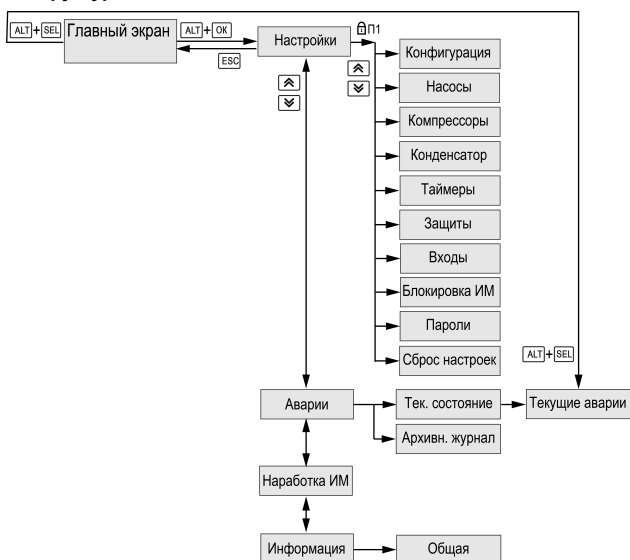 ALT + SEL
Главный экран
ALT + OK
ESC
Настройки
П1
Конфигурация
Насосы
Компрессоры
Конденсатор
Таймеры
Защиты
Входы
Блокировка ИМ
Пароли
Сброс настроек
ALT + SEL
Аварии
Тек. состояние
Текущие аварии
Архивн. журнал
Наработка ИМ
Информация
Общая